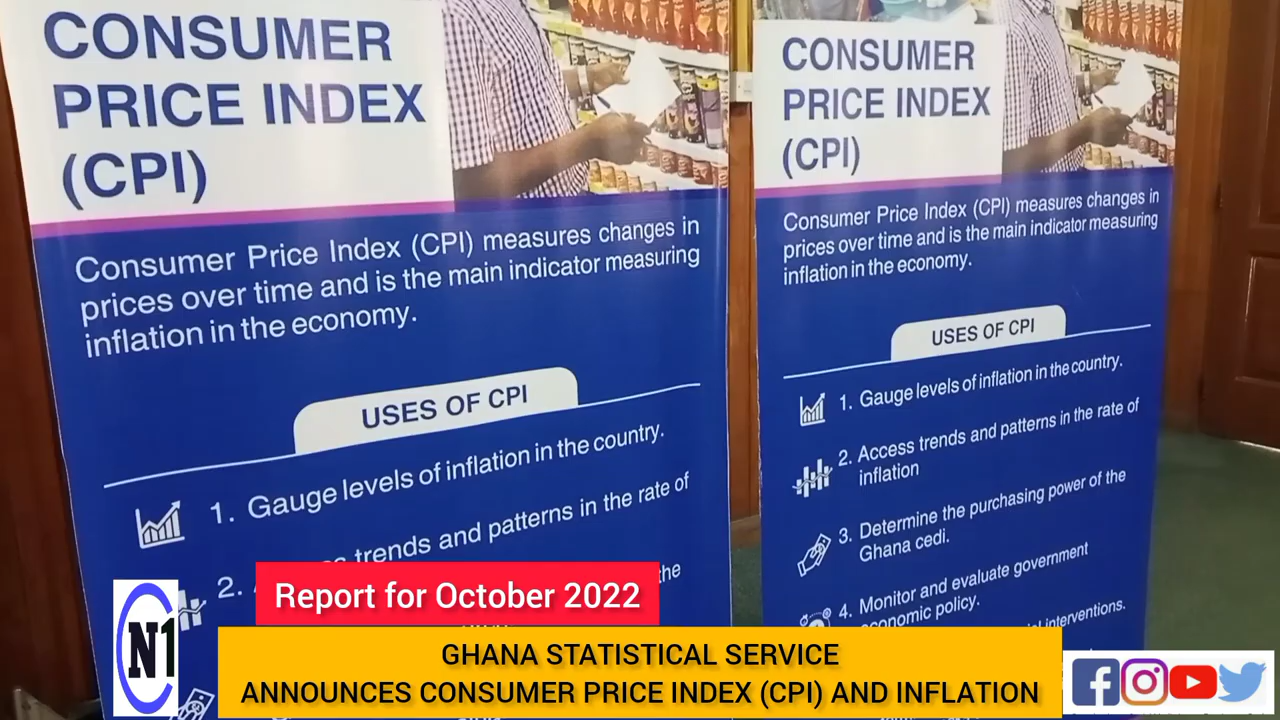 CONSUMER
PRICE INDEX
(CPI)
Consumer Price Index (CPI) measures changes in
prices over time and is the main indicator measuring
inflation in the economy.
USES OF CPI
1. Gauge levels of inflation in the country.
2.
trends and patterns in the rate of
the
CONSUMER
PRICE INDEX
(CPI)
Consumer Price Index (CPI) measures changes in
prices over time and is the main indicator measuring
inflation in the economy.
USES OF CPI
1. Gauge levels of inflation in the country.
2. Access trends and patterns in the rate of
inflation
3. Determine the purchasing power of the
Ghana cedi.
4. Monitor and evaluate government
economic policy.
interventions.
Report for October 2022
CN1
GHANA STATISTICAL SERVICE
ANNOUNCES CONSUMER PRICE INDEX (CPI) AND INFLATION